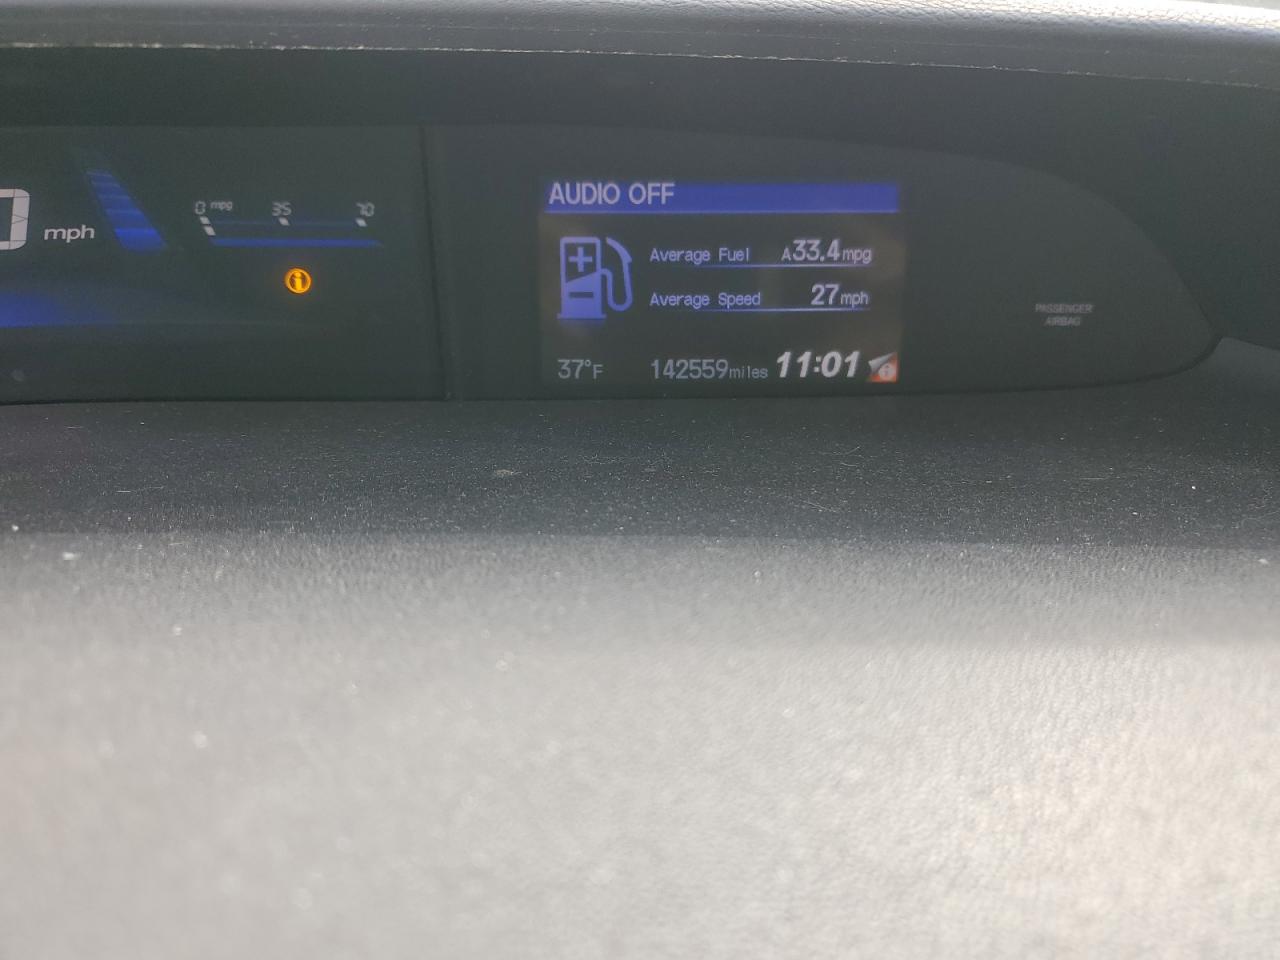 0 mpg 35 70
mph
AUDIO OFF
Average Fuel A33.4mpg
Average Speed 27mph
37°F 142559miles 11:01
PASSENGER
AIRBAG